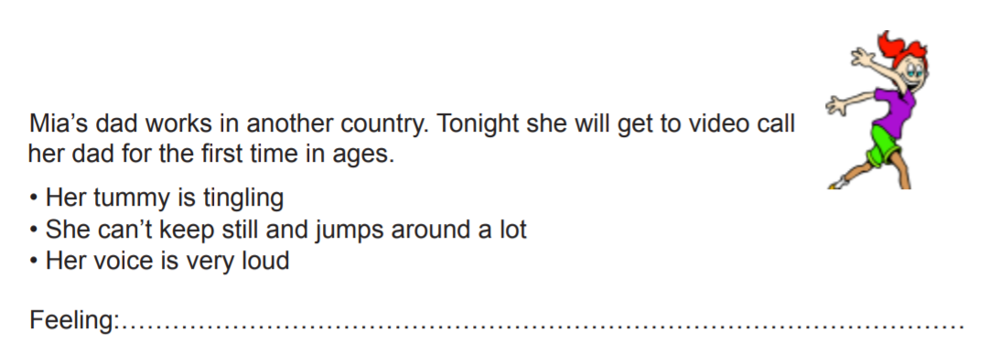 Mia’s dad works in another country. Tonight she will get to video call
her dad for the first time in ages.
• Her tummy is tingling
• She can’t keep still and jumps around a lot
• Her voice is very loud
Feeling:......................................................................................................